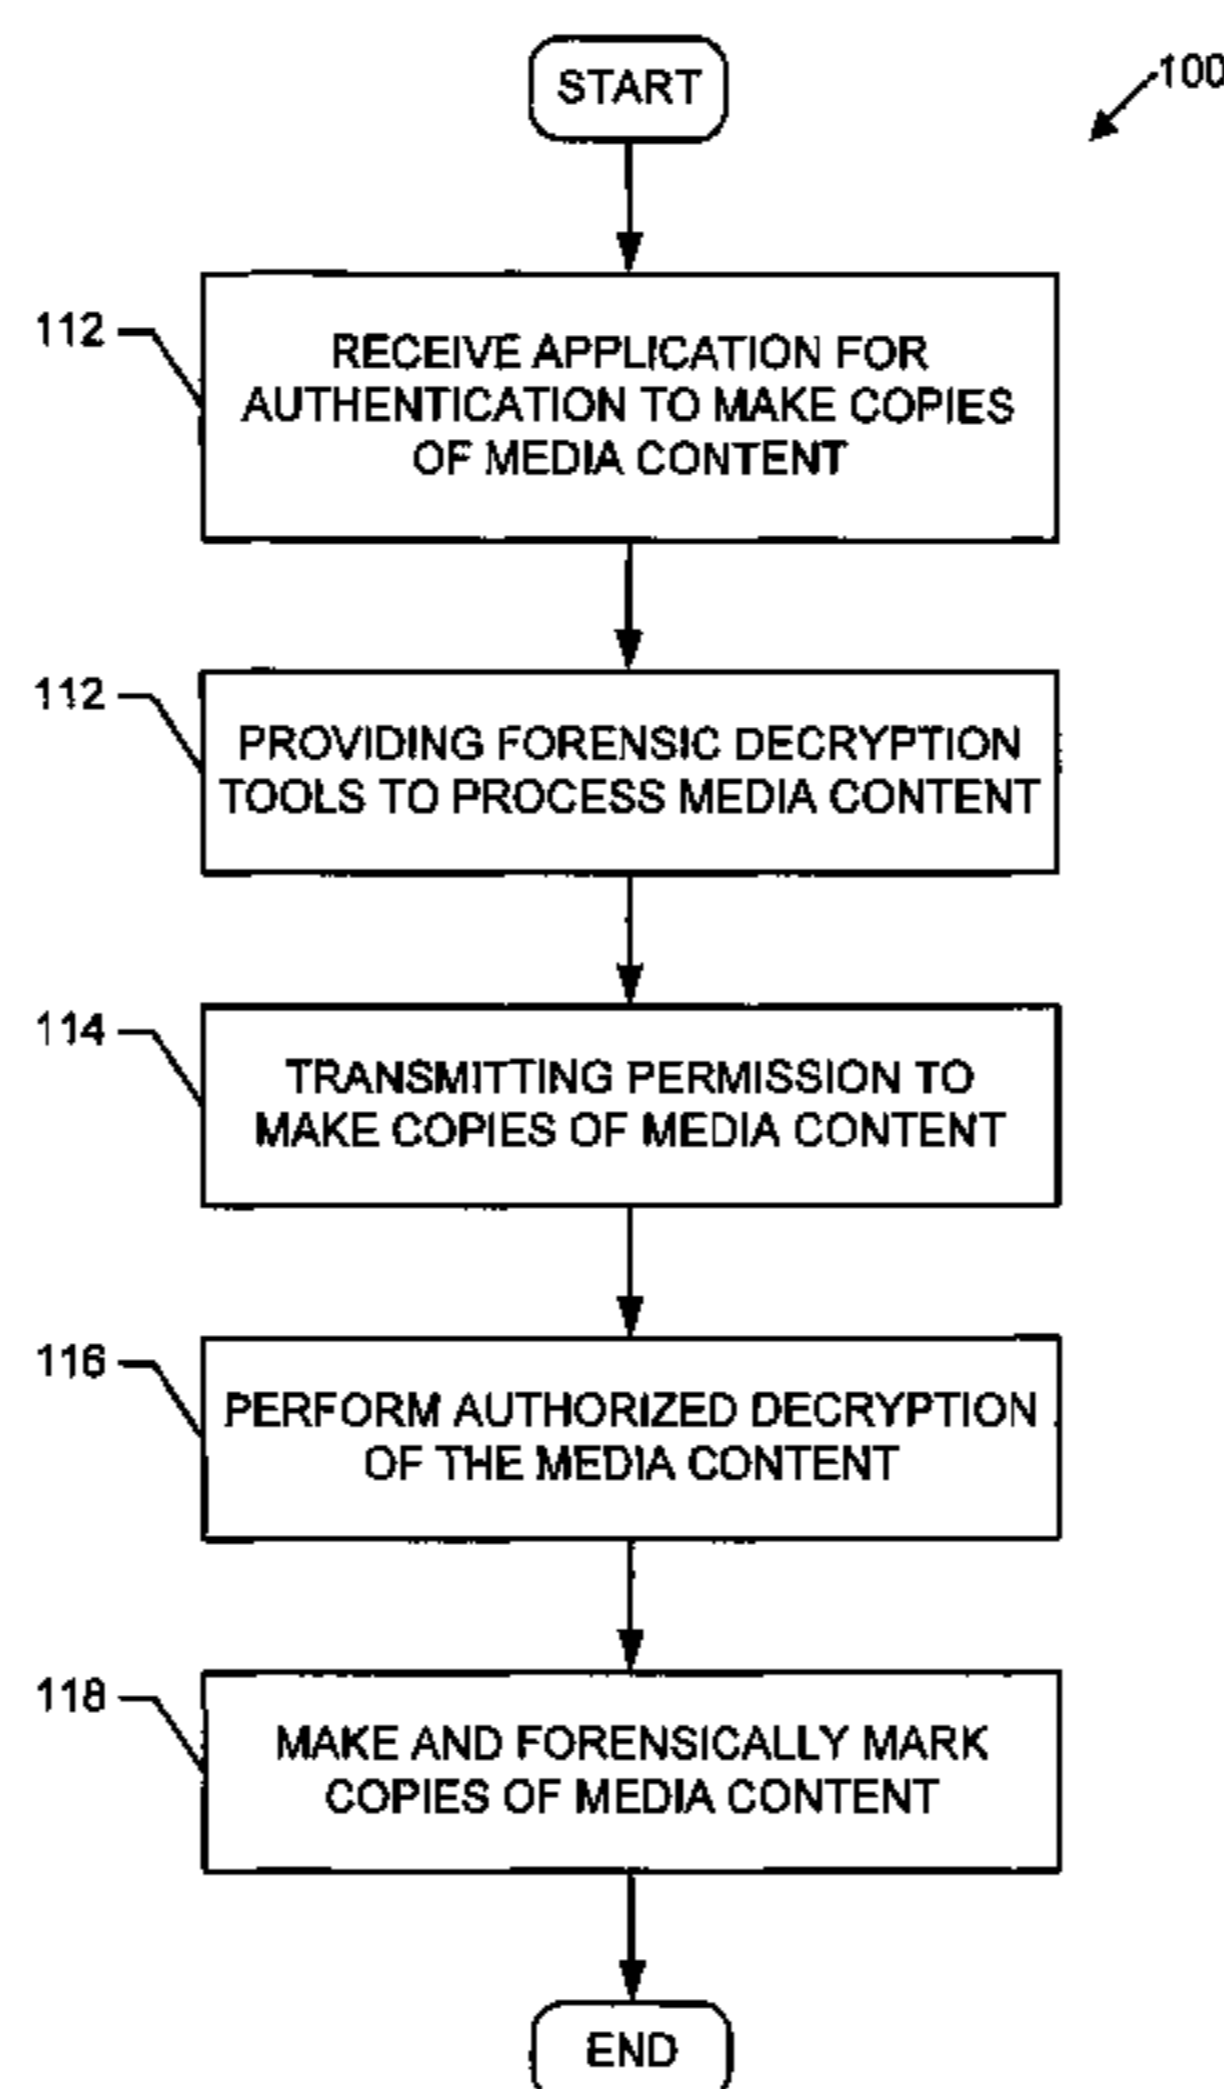 START
100
112
RECEIVE APPLICATION FOR
AUTHENTICATION TO MAKE COPIES
OF MEDIA CONTENT
112
PROVIDING FORENSIC DECRYPTION
TOOLS TO PROCESS MEDIA CONTENT
114
TRANSMITTING PERMISSION TO
MAKE COPIES OF MEDIA CONTENT
116
PERFORM AUTHORIZED DECRYPTION
OF THE MEDIA CONTENT
118
MAKE AND FORENSICALLY MARK
COPIES OF MEDIA CONTENT
END